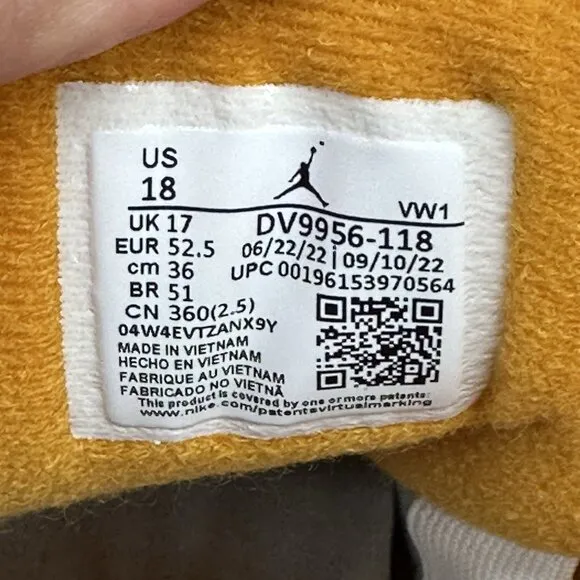 US
18
VW1
UK 17
DV9956-118
EUR 52.5
06/22/22 | 09/10/22
cm 36
UPC 00196153970564
BR 51
CN 360(2.5)
04W4EVTZANX9Y
MADE IN VIETNAM
HECHO EN VIETNAM
FABRIQUE AU VIETNAM
FABRICADO NO VIETNÃ
This product is covered by one or more patents:
www.nike.com/patentsvirtualmarking